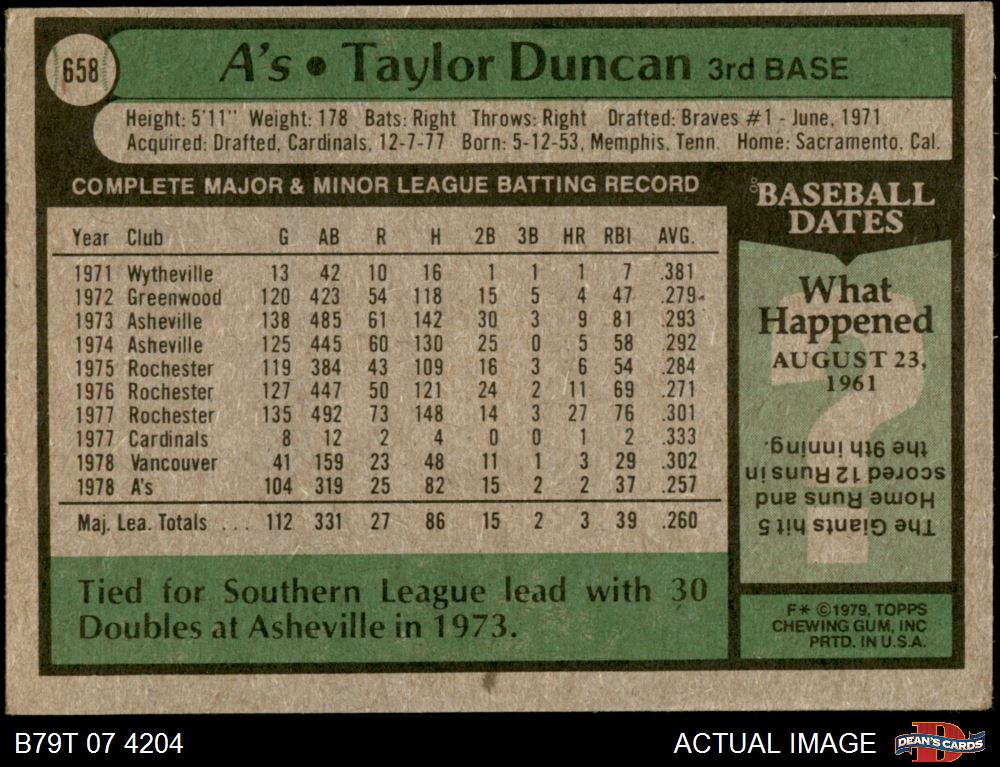 658
A's • Taylor Duncan 3rd BASE
Height: 5'11" Weight: 178 Bats: Right Throws: Right Drafted: Braves #1 - June, 1971
Acquired: Drafted, Cardinals, 12-7-77 Born: 5-12-53, Memphis, Tenn. Home: Sacramento, Cal.
COMPLETE MAJOR & MINOR LEAGUE BATTING RECORD
Year Club G AB R H 2B 3B HR RBI AVG.
1971 Wytheville 13 42 10 16 1 1 1 7 .381
1972 Greenwood 120 423 54 118 15 5 4 47 .279
1973 Asheville 138 485 61 142 30 3 9 81 .293
1974 Asheville 125 445 60 130 25 0 5 58 .292
1975 Rochester 119 384 43 109 16 3 6 54 .284
1976 Rochester 127 447 50 121 24 2 11 69 .271
1977 Rochester 135 492 73 148 14 3 27 76 .301
1977 Cardinals 8 12 2 4 0 0 1 2 .333
1978 Vancouver 41 159 23 48 11 1 3 29 .302
1978 A's 104 319 25 82 15 2 2 37 .257
Maj. Lea. Totals . . . 112 331 27 86 15 2 3 39 .260
Tied for Southern League lead with 30
Doubles at Asheville in 1973.
BASEBALL
DATES
What
Happened
AUGUST 23,
1961
?
The Giants hit 5
Home Runs and
scored 12 Runs in
the 9th inning.
F* ©1979, TOPPS
CHEWING GUM, INC
PRTD. IN U.S.A.
B79T 07 4204
ACTUAL IMAGE
D
DEAN'S CARDS